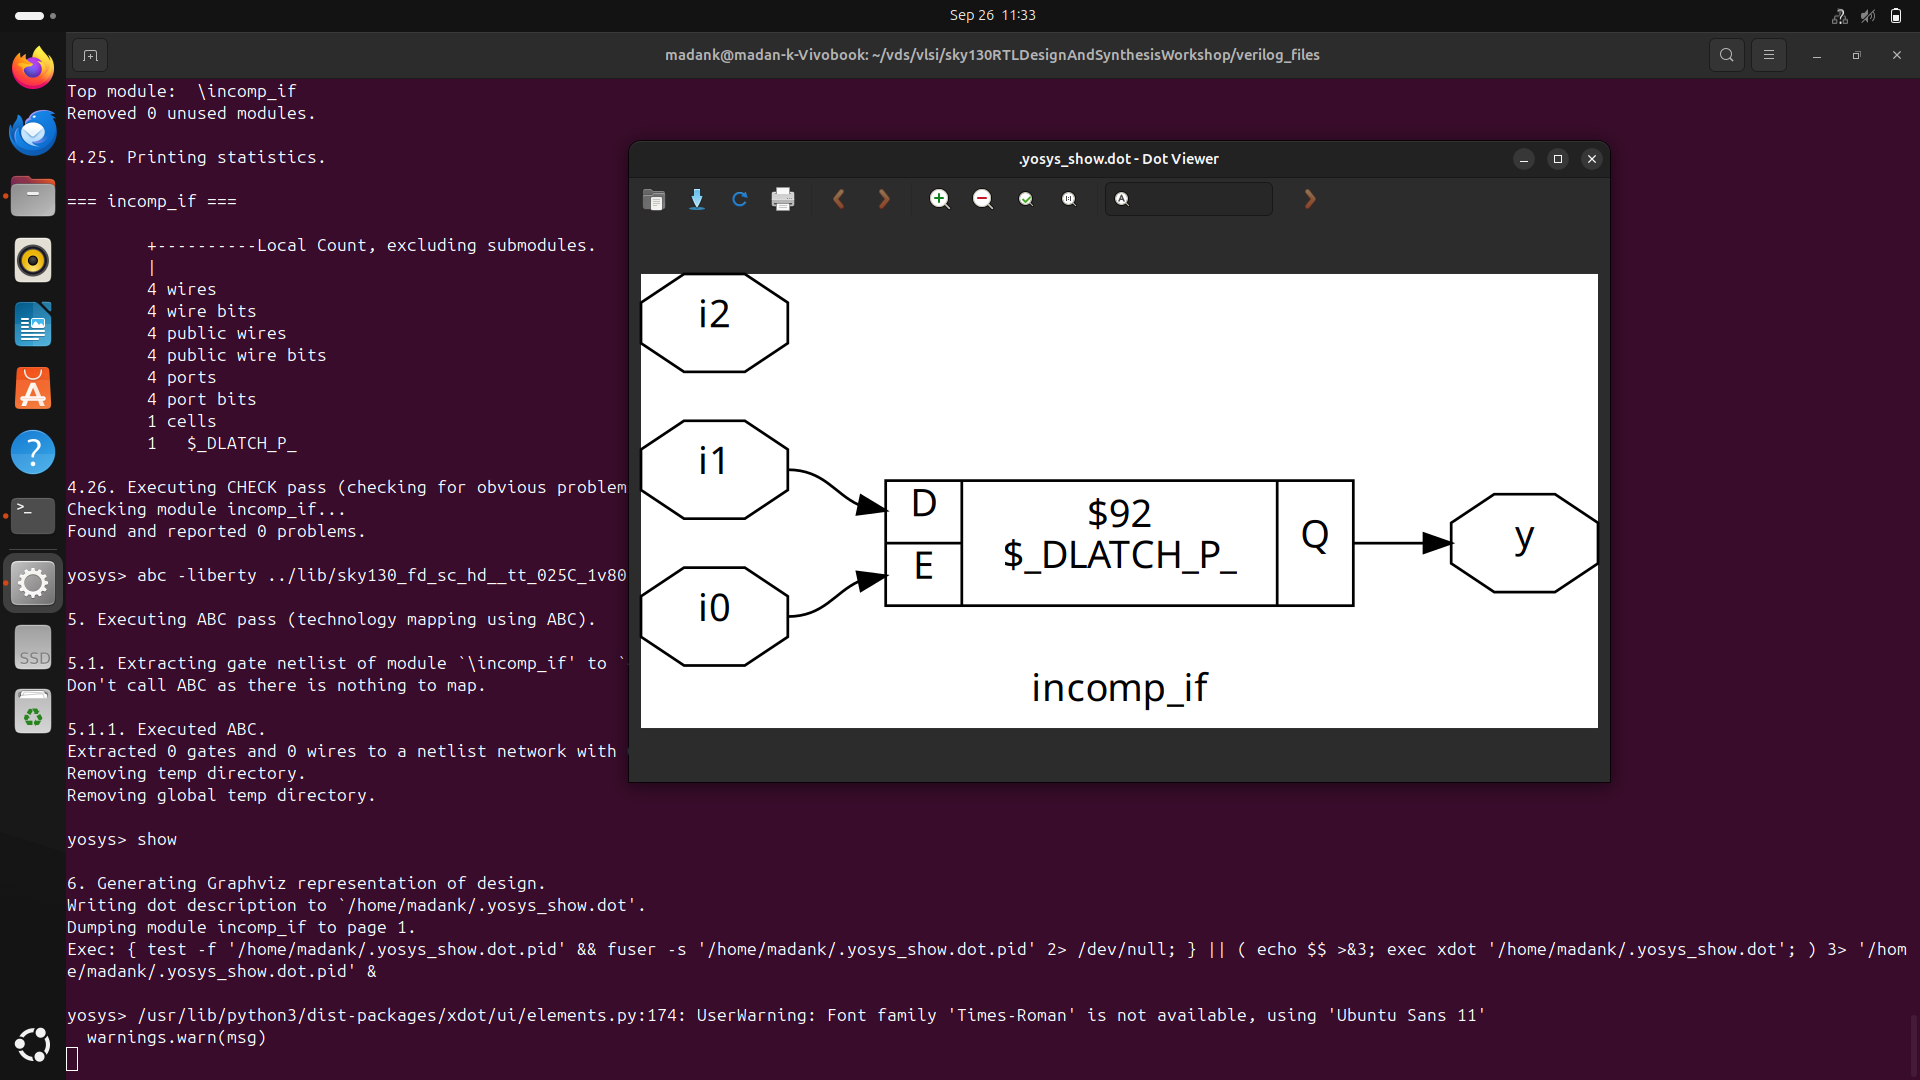 Sep 26 11:33
madank@madan-k-Vivobook: ~/vds/vlsi/sky130RTLDesignAndSynthesisWorkshop/verilog_files
Top module:  \incomp_if
Removed 0 unused modules.
4.25. Printing statistics.
=== incomp_if ===
+----------Local Count, excluding submodules.
|
4 wires
4 wire bits
4 public wires
4 public wire bits
4 ports
4 port bits
1 cells
1   $_DLATCH_P_
4.26. Executing CHECK pass (checking for obvious problem
Checking module incomp_if...
Found and reported 0 problems.
yosys> abc -liberty ../lib/sky130_fd_sc_hd__tt_025C_1v80
5. Executing ABC pass (technology mapping using ABC).
5.1. Extracting gate netlist of module `\incomp_if' to `
Don't call ABC as there is nothing to map.
5.1.1. Executed ABC.
Extracted 0 gates and 0 wires to a netlist network with
Removing temp directory.
Removing global temp directory.
yosys> show
6. Generating Graphviz representation of design.
Writing dot description to `/home/madank/.yosys_show.dot'.
Dumping module incomp_if to page 1.
Exec: { test -f '/home/madank/.yosys_show.dot.pid' && fuser -s '/home/madank/.yosys_show.dot.pid' 2> /dev/null; } || ( echo $$ >&3; exec xdot '/home/madank/.yosys_show.dot'; ) 3> '/hom
e/madank/.yosys_show.dot.pid' &
yosys> /usr/lib/python3/dist-packages/xdot/ui/elements.py:174: UserWarning: Font family 'Times-Roman' is not available, using 'Ubuntu Sans 11'
warnings.warn(msg)
.yosys_show.dot - Dot Viewer
i2
i1
i0
D
E
$92
$_DLATCH_P_
Q
y
incomp_if
SSD